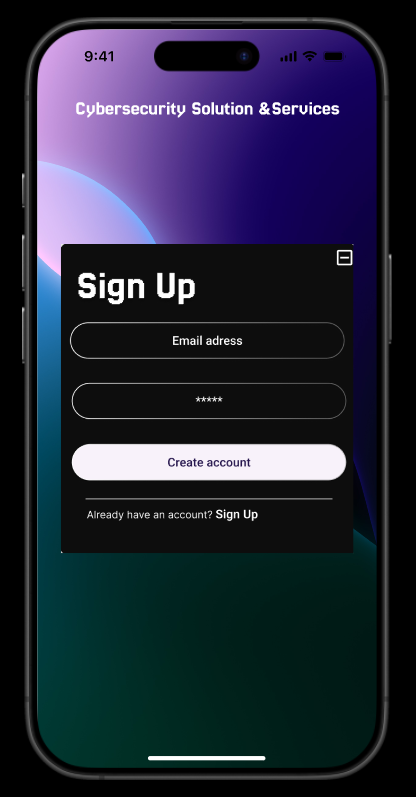 9:41
Cybersecurity Solution &Services
Sign Up
Email adress
*****
Create account
Already have an account? Sign Up